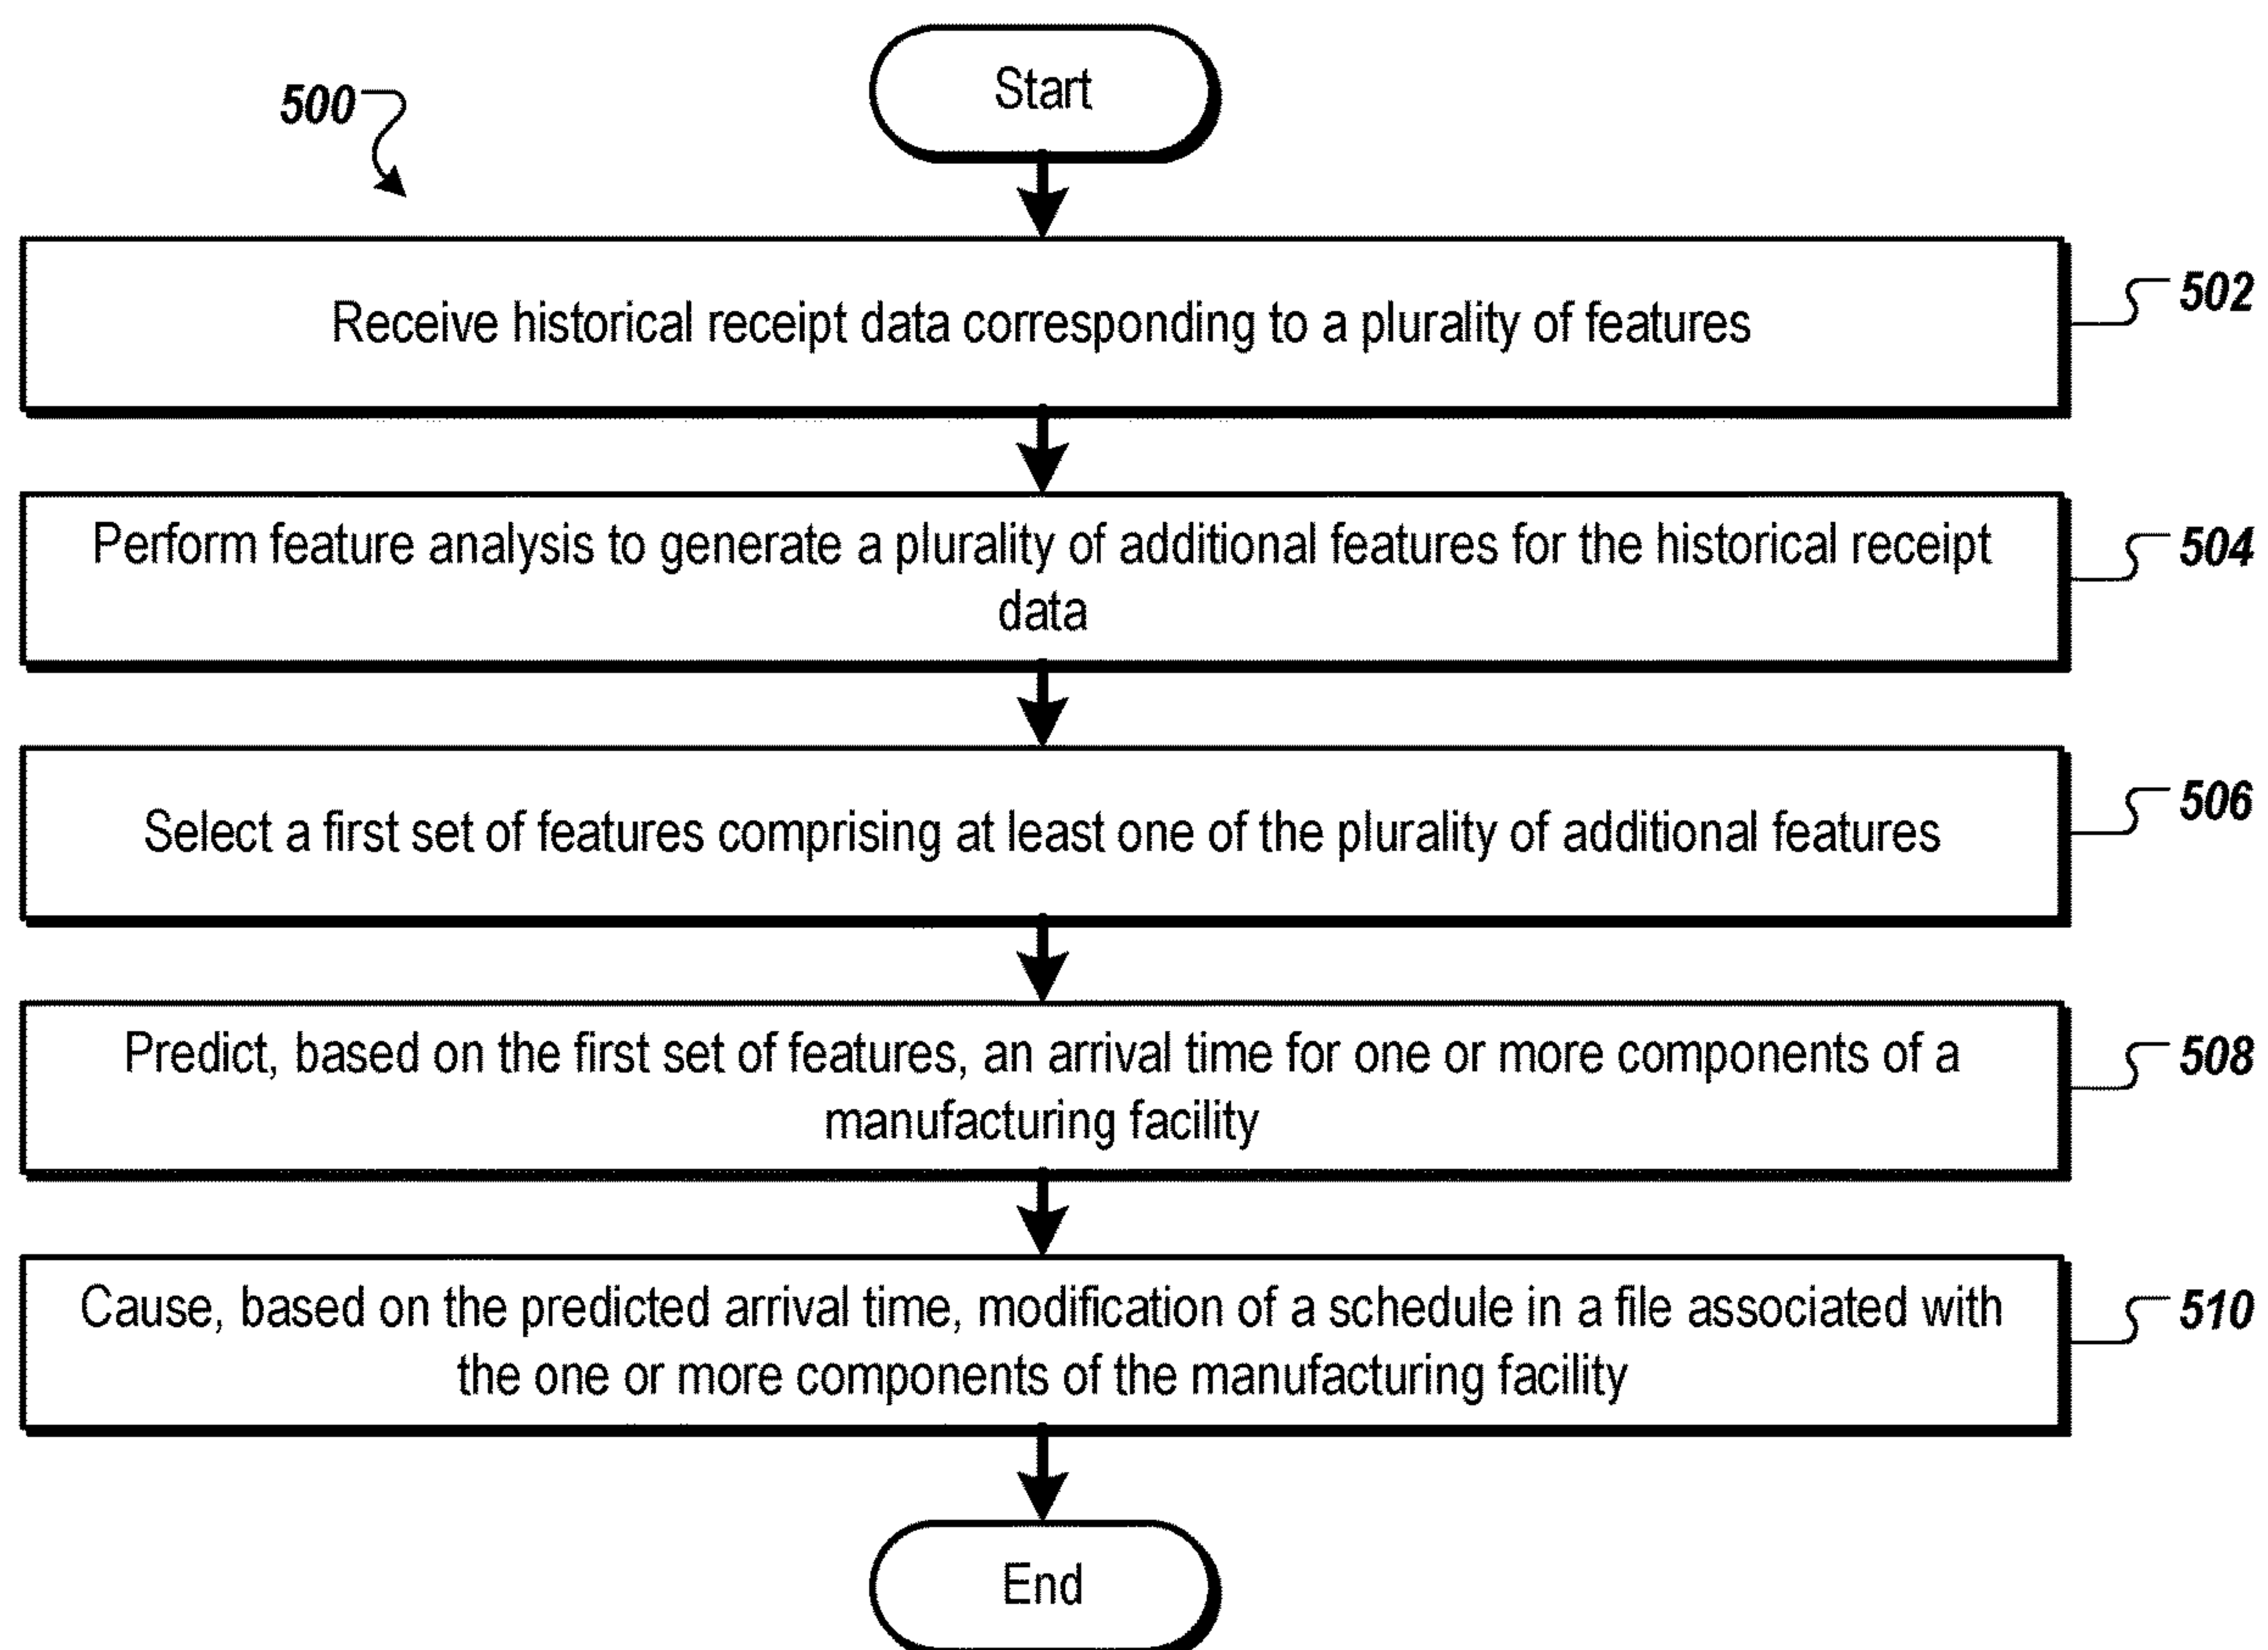 Start
500
Receive historical receipt data corresponding to a plurality of features
502
Perform feature analysis to generate a plurality of additional features for the historical receipt
data
504
Select a first set of features comprising at least one of the plurality of additional features
506
Predict, based on the first set of features, an arrival time for one or more components of a
manufacturing facility
508
Cause, based on the predicted arrival time, modification of a schedule in a file associated with
the one or more components of the manufacturing facility
510
End